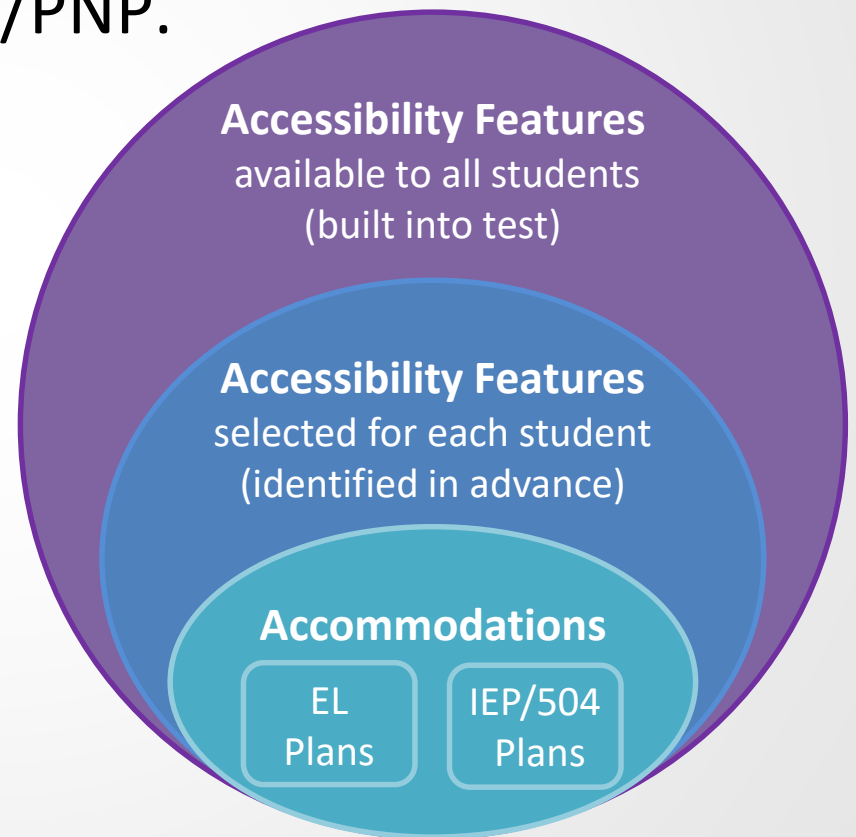 /PNP.
Accessibility Features
available to all students
(built into test)
Accessibility Features
selected for each student
(identified in advance)
Accommodations
EL
Plans
IEP/504
Plans